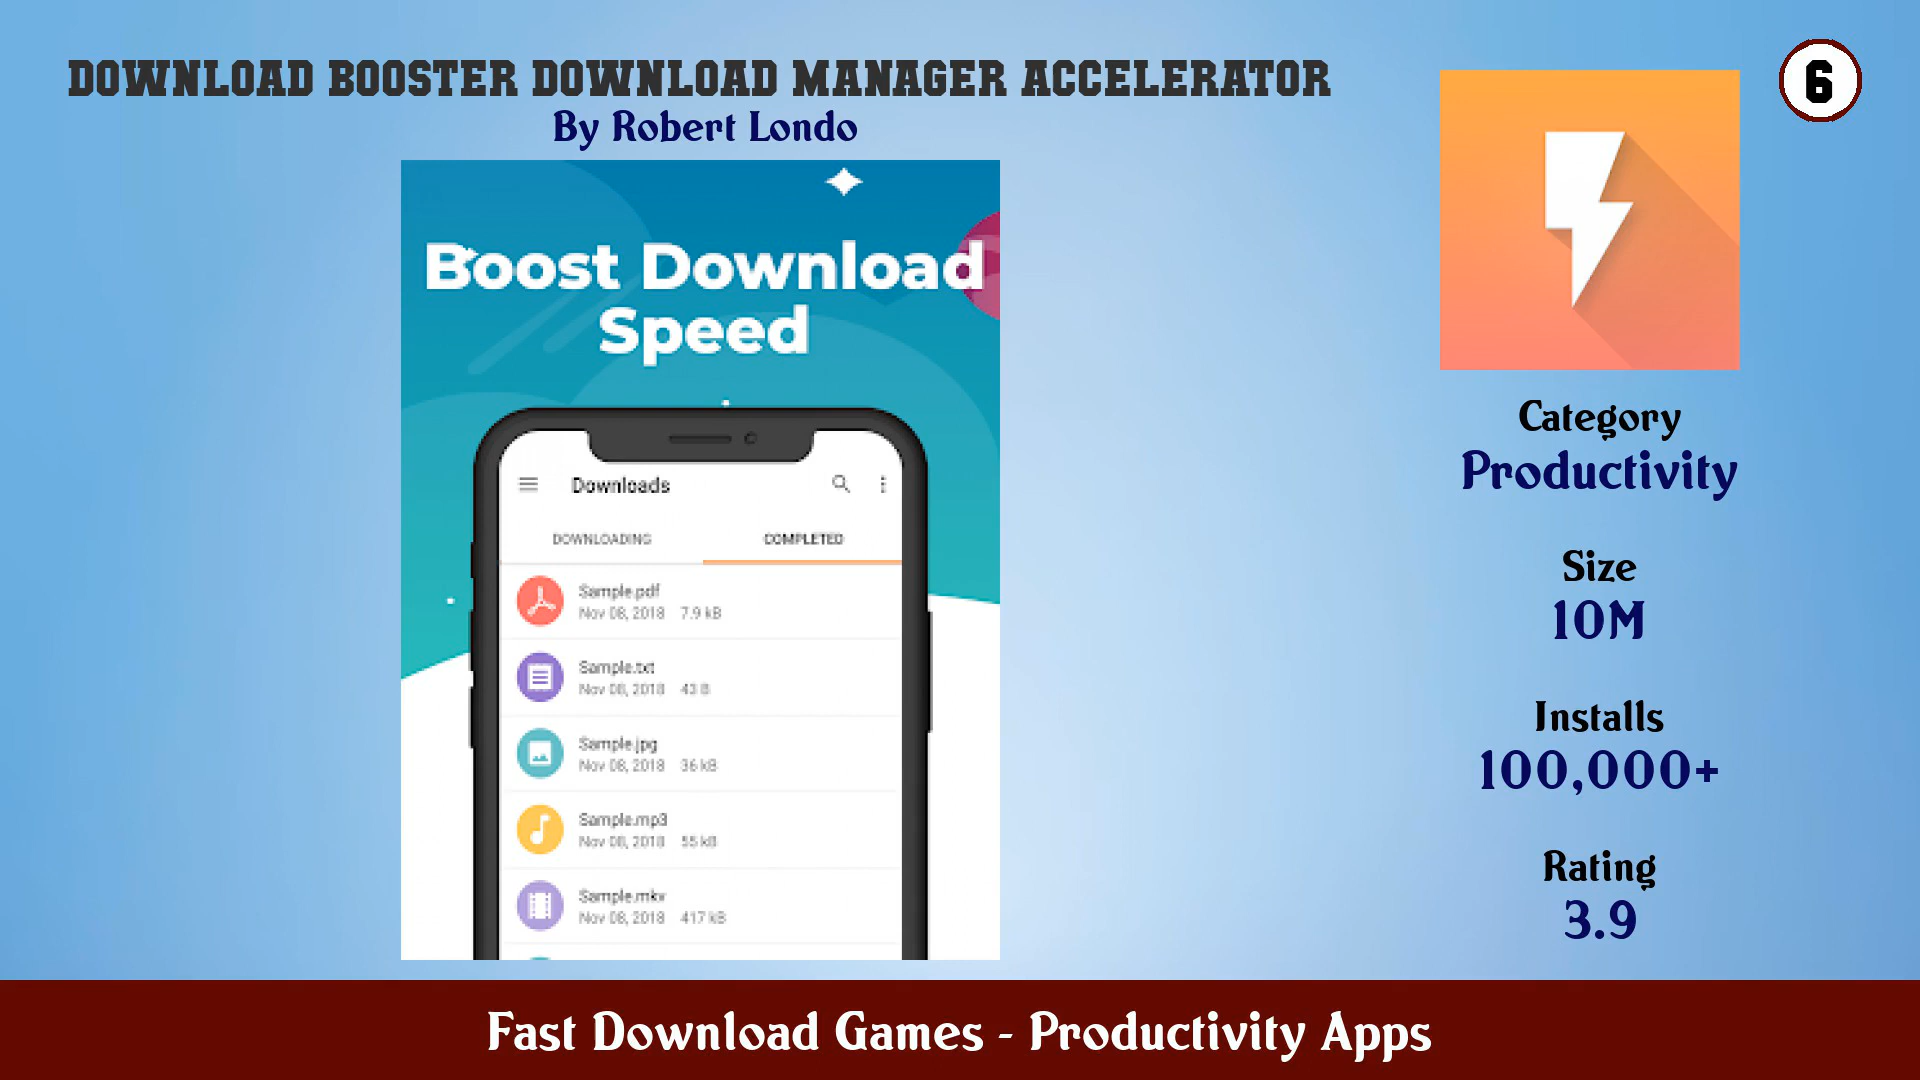 DOWNLOAD BOOSTER DOWNLOAD MANAGER ACCELERATOR
By Robert Londo
6
Boost Download
Speed
Downloads
DOWNLOADING COMPLETED
Sample.pdf
Nov 08, 2018 7.9 kB
Sample.txt
Nov 08, 2018 43 B
Sample.jpg
Nov 08, 2018 36 kB
Sample.mp3
Nov 08, 2018 55 kB
Sample.mkv
Nov 08, 2018 417 kB
Category
Productivity
Size
10M
Installs
100,000+
Rating
3.9
Fast Download Games - Productivity Apps